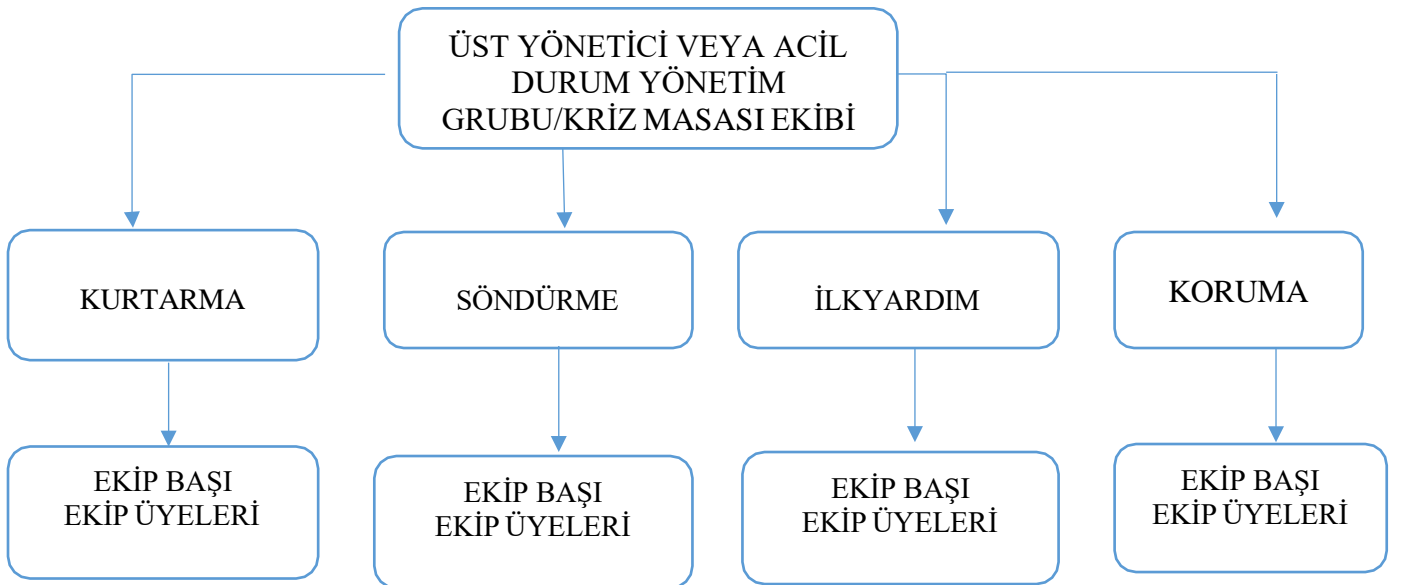 ÜST YÖNETİCİ VEYA ACİL
DURUM YÖNETİM
GRUBU/KRİZ MASASI EKİBİ
KURTARMA
SÖNDÜRME
İLKYARDIM
KORUMA
EKİP BAŞI
EKİP ÜYELERİ
EKİP BAŞI
EKİP ÜYELERİ
EKİP BAŞI
EKİP ÜYELERİ
EKİP BAŞI
EKİP ÜYELERİ